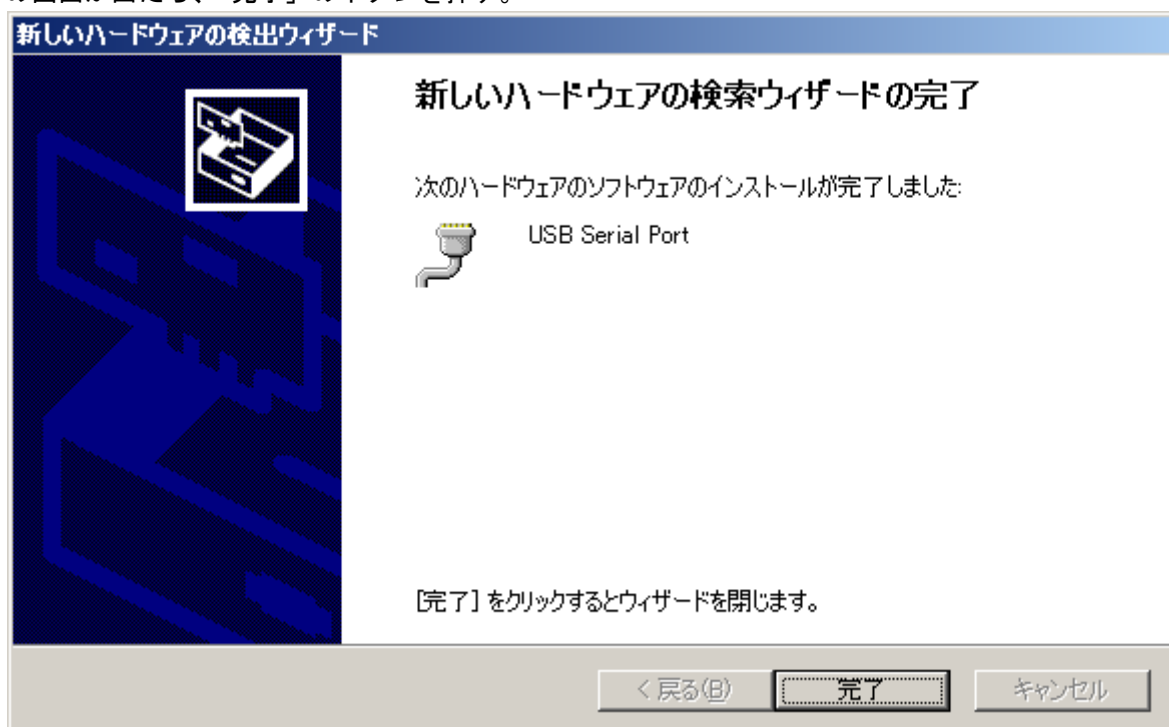 新しいハードウェアの検出ウィザード
新しいハードウェアの検索ウィザードの完了
次のハードウェアのソフトウェアのインストールが完了しました:
USB Serial Port
[完了] をクリックするとウィザードを閉じます。
< 戻る(B) 完了 キャンセル